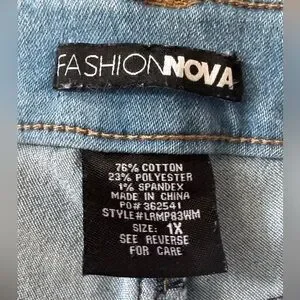 FASHIONNOVA
76% COTTON
23% POLYESTER
1% SPANDEX
MADE IN CHINA
PO# 362541
STYLE#LRMP83WM
SIZE: 1X
SEE REVERSE
FOR CARE